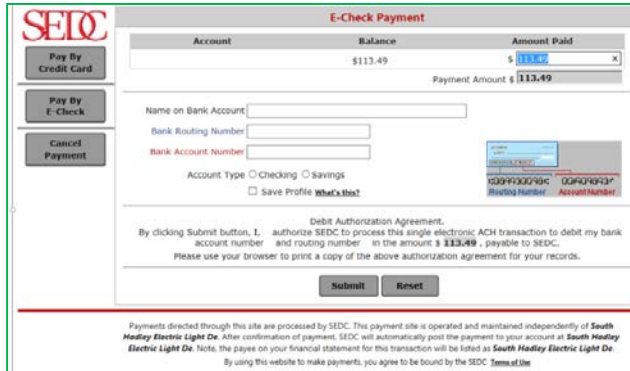 SEDC
E-Check Payment
Account Balance Amount Paid
$113.49 $ 113.49 x
Payment Amount $ 113.49
Pay By
Credit Card
Pay By
E-Check
Cancel
Payment
Name on Bank Account
Bank Routing Number
Bank Account Number
Account Type Checking Savings
Save Profile What's this?
Routing Number Account Number
Debit Authorization Agreement.
By clicking Submit button, I, authorize SEDC to process this single electronic ACH transaction to debit my bank
account number and routing number in the amount $ 113.49 , payable to SEDC.
Please use your browser to print a copy of the above authorization agreement for your records.
Submit Reset
Payments directed through this site are processed by SEDC. This payment site is operated and maintained independently of South
Hadley Electric Light De. After confirmation of payment, SEDC will automatically post the payment to your account at South Hadley
Electric Light De. Note, the payee on your financial statement for this transaction will be listed as South Hadley Electric Light De.
By using this website to make payments, you agree to be bound by the SEDC Terms of Use